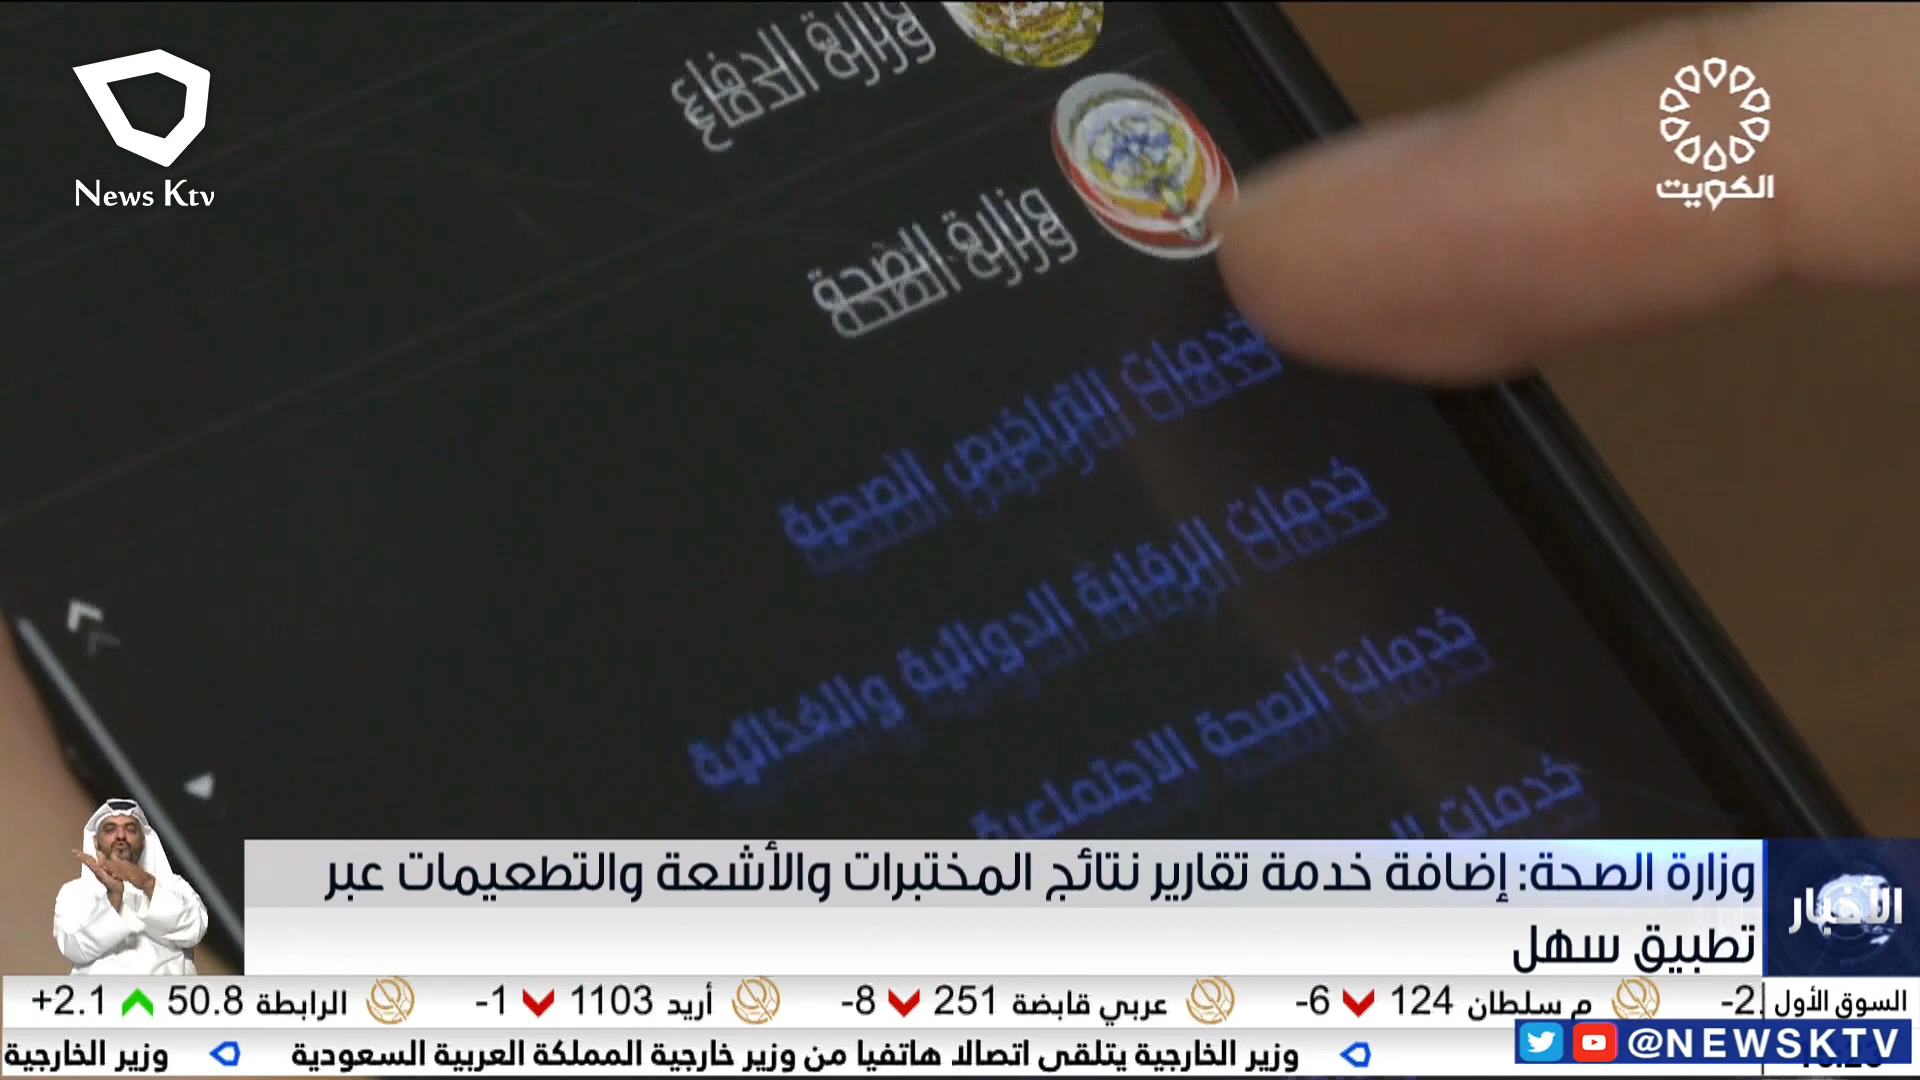 News Ktv
الكويت
وزارة الدفاع
وزارة الصحة
خدمات التراخيص الصحية
خدمات الرقابة الدوائية والغذائية
خدمات الصحة الاجتماعية
خدمات
الأخبار
وزارة الصحة: إضافة خدمة تقارير نتائج المختبرات والأشعة والتطعيمات عبر
تطبيق سهل
السوق الأول -2. م سلطان 124 -6 عربي قابضة 251 -8 أريد 1103 -1 الرابطة 50.8 +2.1
@NEWSKTV
وزير الخارجية يتلقى اتصالا هاتفيا من وزير خارجية المملكة العربية السعودية وزير الخارجية